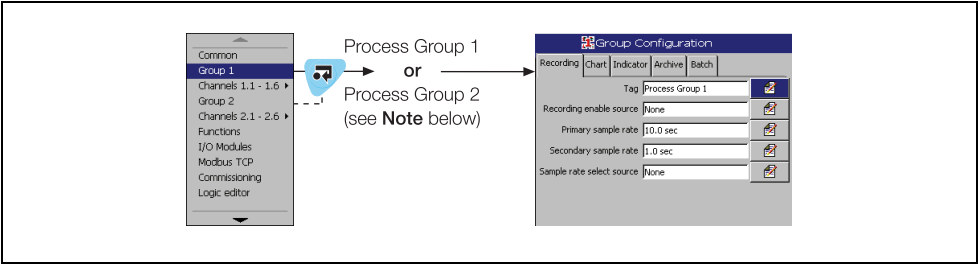 Common
Group 1
Channels 1.1 - 1.6
Group 2
Channels 2.1 - 2.6
Functions
I/O Modules
Modbus TCP
Commissioning
Logic editor
Process Group 1
or
Process Group 2
(see Note below)
Group Configuration
Recording Chart Indicator Archive Batch
Tag Process Group 1
Recording enable source None
Primary sample rate 10.0 sec
Secondary sample rate 1.0 sec
Sample rate select source None